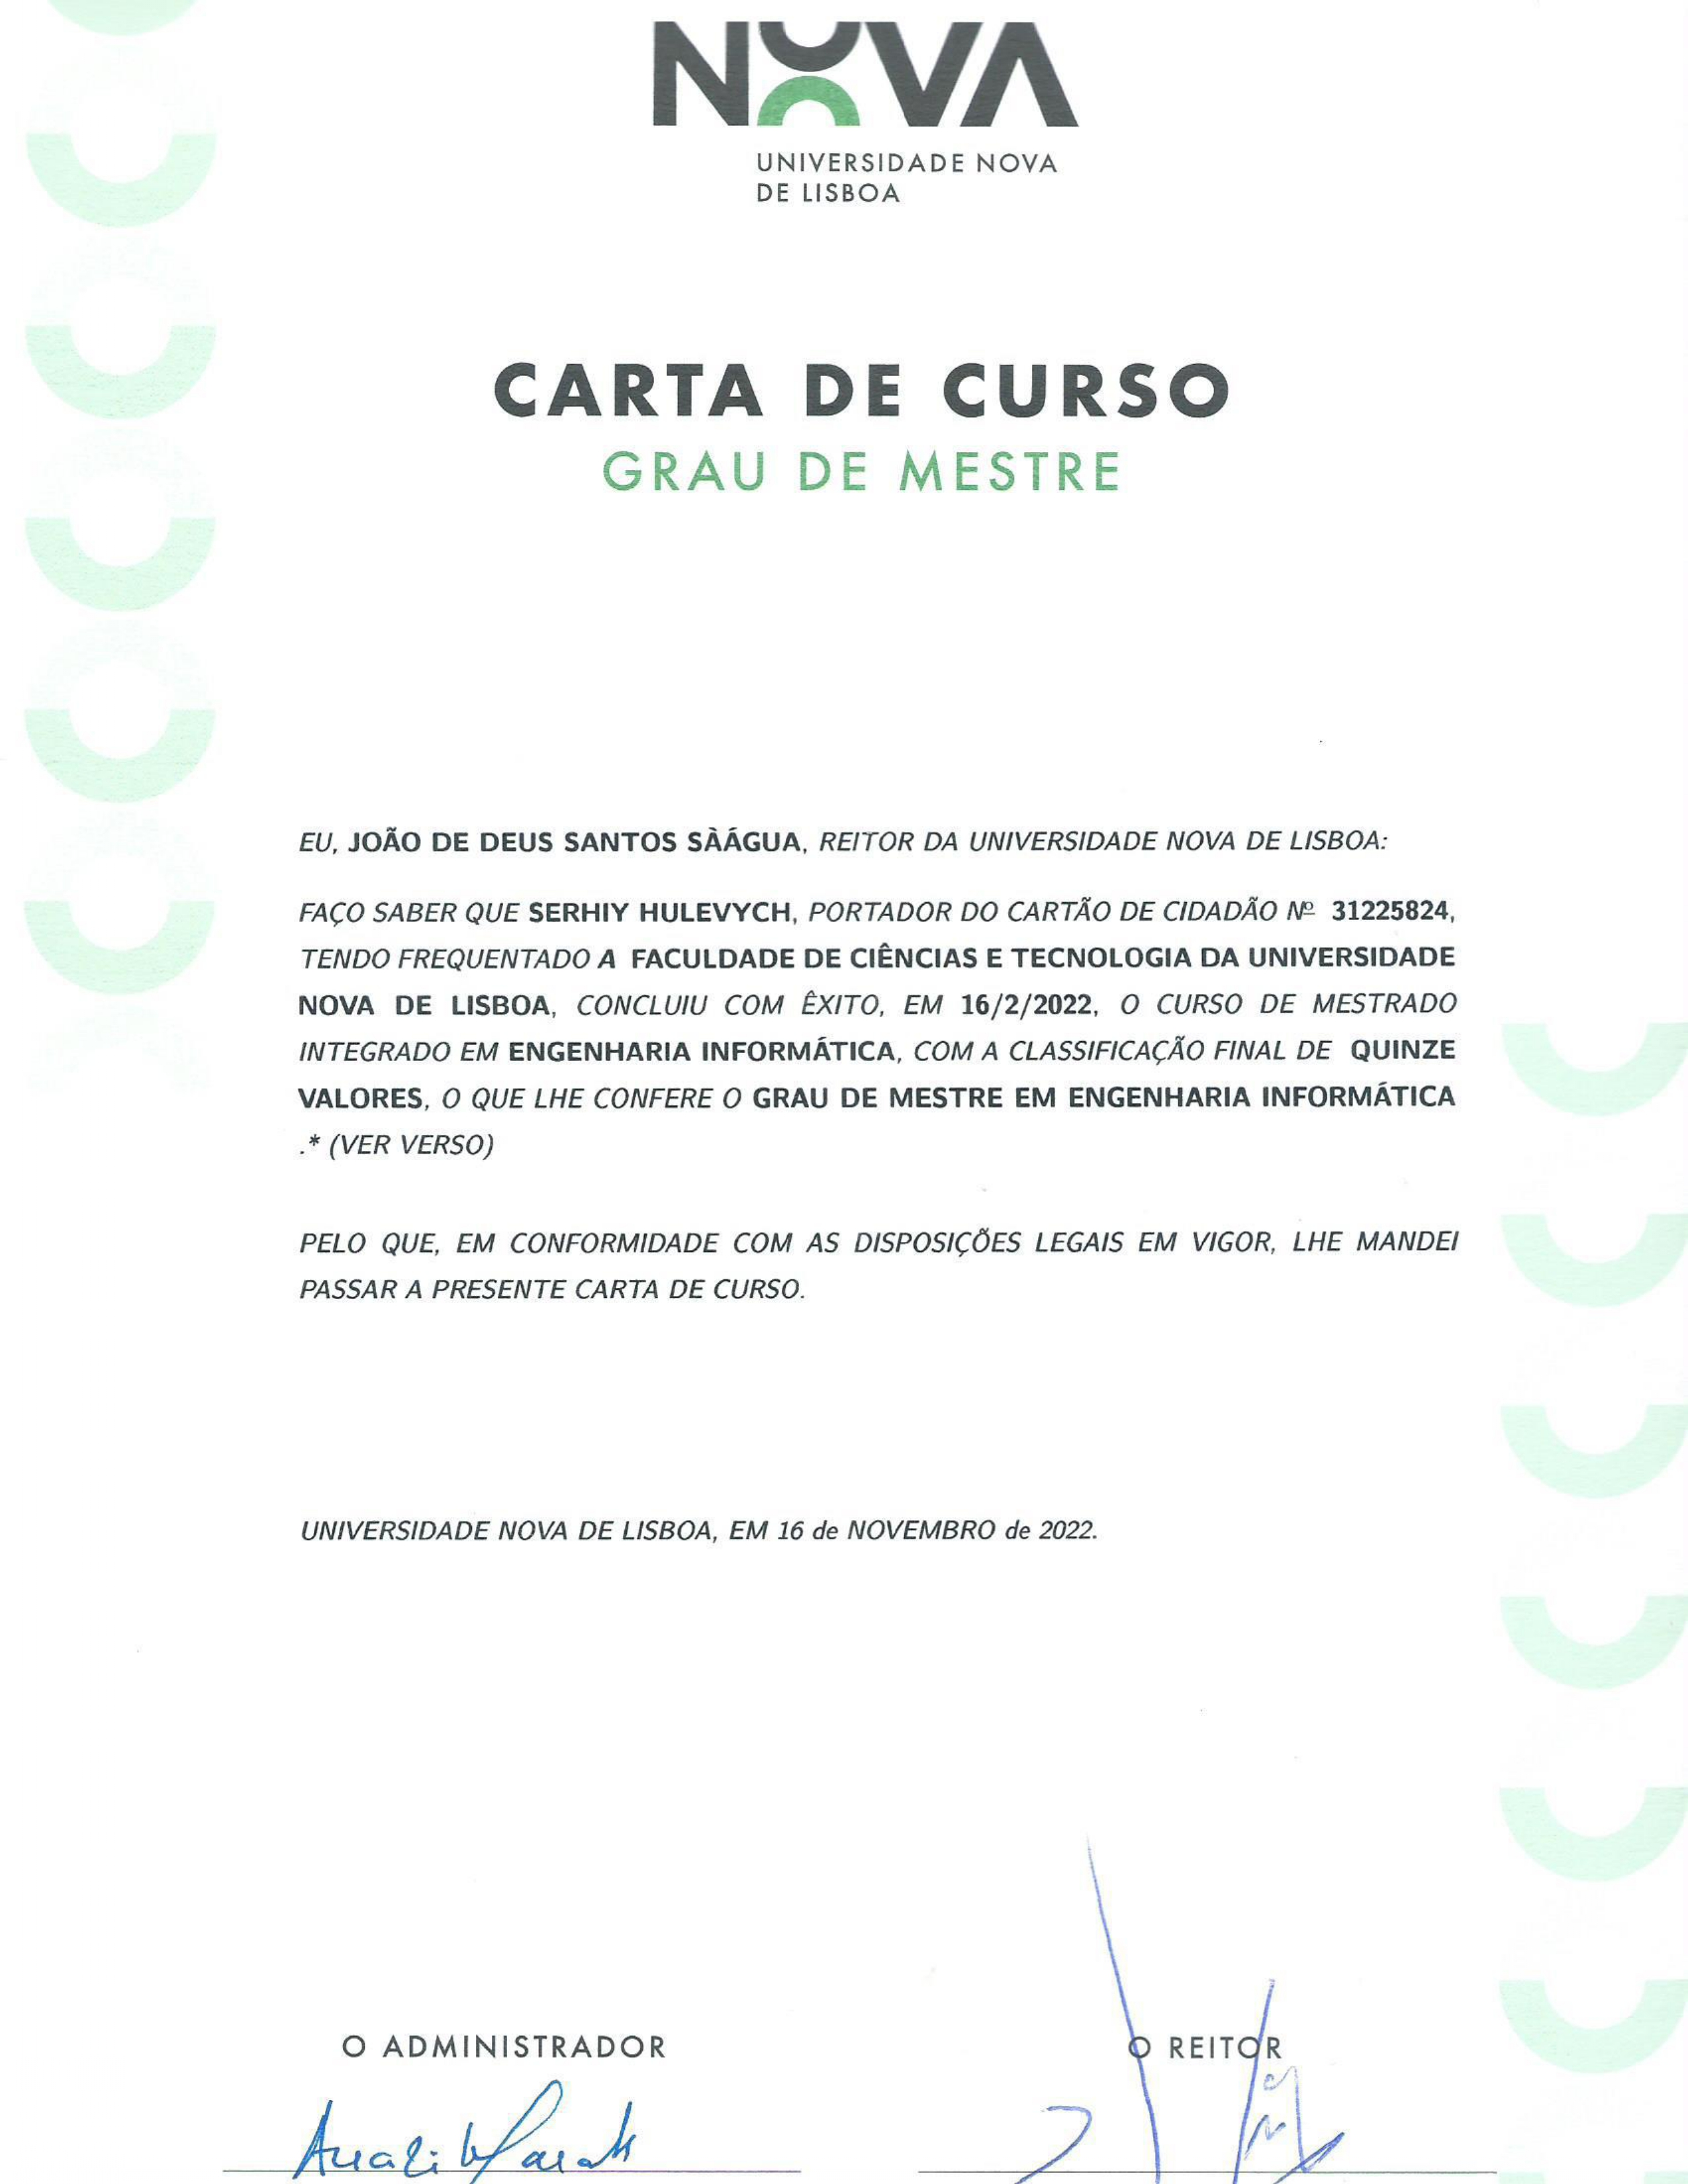 NOVA
UNIVERSIDADE NOVA
DE LISBOA
CARTA DE CURSO
GRAU DE MESTRE
EU, JOÃO DE DEUS SANTOS SÀÁGUA, REITOR DA UNIVERSIDADE NOVA DE LISBOA:
FAÇO SABER QUE SERHIY HULEVYCH, PORTADOR DO CARTÃO DE CIDADÃO Nº 31225824,
TENDO FREQUENTADO A FACULDADE DE CIÊNCIAS E TECNOLOGIA DA UNIVERSIDADE
NOVA DE LISBOA, CONCLUIU COM ÊXITO, EM 16/2/2022, O CURSO DE MESTRADO
INTEGRADO EM ENGENHARIA INFORMÁTICA, COM A CLASSIFICAÇÃO FINAL DE QUINZE
VALORES, O QUE LHE CONFERE O GRAU DE MESTRE EM ENGENHARIA INFORMÁTICA
.* (VER VERSO)
PELO QUE, EM CONFORMIDADE COM AS DISPOSIÇÕES LEGAIS EM VIGOR, LHE MANDEI
PASSAR A PRESENTE CARTA DE CURSO.
UNIVERSIDADE NOVA DE LISBOA, EM 16 de NOVEMBRO de 2022.
O ADMINISTRADOR
O REITOR